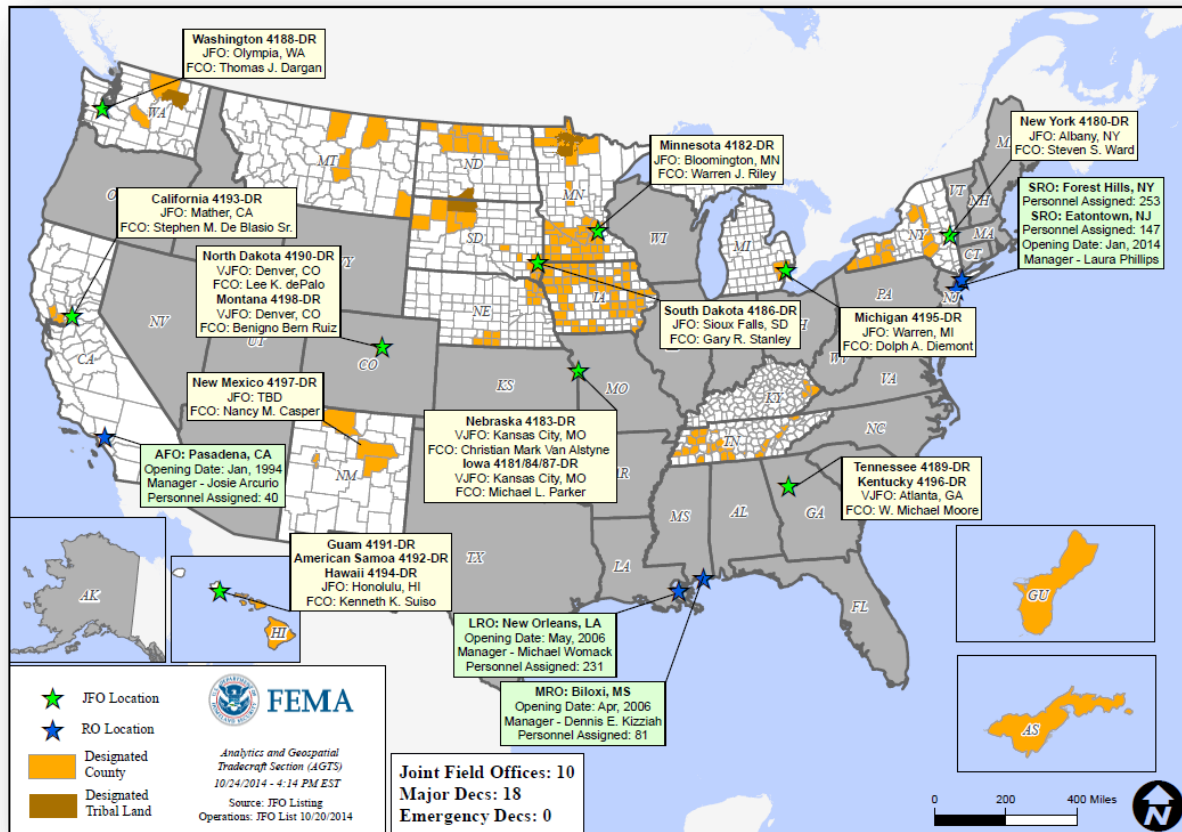 Washington 4188-DR
JFO: Olympia, WA
FCO: Thomas J. Dargan
WA
MT
ND
MN
Minnesota 4182-DR
JFO: Bloomington, MN
FCO: Warren J. Riley
New York 4180-DR
JFO: Albany, NY
FCO: Steven S. Ward
SRO: Forest Hills, NY
Personnel Assigned: 253
SRO: Eatontown, NJ
Personnel Assigned: 147
Opening Date: Jan, 2014
Manager - Laura Phillips
VT
NH
MA
CT
NY
NJ
PA
WI
MI
SD
IA
NE
California 4193-DR
JFO: Mather, CA
FCO: Stephen M. De Blasio Sr.
North Dakota 4190-DR
VJFO: Denver, CO
FCO: Lee K. dePalo
Montana 4198-DR
VJFO: Denver, CO
FCO: Benigno Bern Ruiz
South Dakota 4186-DR
JFO: Sioux Falls, SD
FCO: Gary R. Stanley
Michigan 4195-DR
JFO: Warren, MI
FCO: Dolph A. Diemont
NV
UT
CO
CA
KS
MO
KY
VA
NC
TN
New Mexico 4197-DR
JFO: TBD
FCO: Nancy M. Casper
Nebraska 4183-DR
VJFO: Kansas City, MO
FCO: Christian Mark Van Alstyne
Iowa 4181/84/87-DR
VJFO: Kansas City, MO
FCO: Michael L. Parker
AFO: Pasadena, CA
Opening Date: Jan, 1994
Manager - Josie Arcurio
Personnel Assigned: 40
NM
Tennessee 4189-DR
Kentucky 4196-DR
VJFO: Atlanta, GA
FCO: W. Michael Moore
MS
AL
GA
TX
LA
FL
Guam 4191-DR
American Samoa 4192-DR
Hawaii 4194-DR
JFO: Honolulu, HI
FCO: Kenneth K. Suiso
AK
HI
GU
AS
LRO: New Orleans, LA
Opening Date: May, 2006
Manager - Michael Womack
Personnel Assigned: 231
MRO: Biloxi, MS
Opening Date: Apr, 2006
Manager - Dennis E. Kizziah
Personnel Assigned: 81
JFO Location
RO Location
Designated
County
Designated
Tribal Land
FEMA
Analytics and Geospatial
Tradecraft Section (AGTS)
10/24/2014 - 4:14 PM EST
Source: JFO Listing
Operations: JFO List 10/20/2014
Joint Field Offices: 10
Major Decs: 18
Emergency Decs: 0
0 200 400 Miles
N